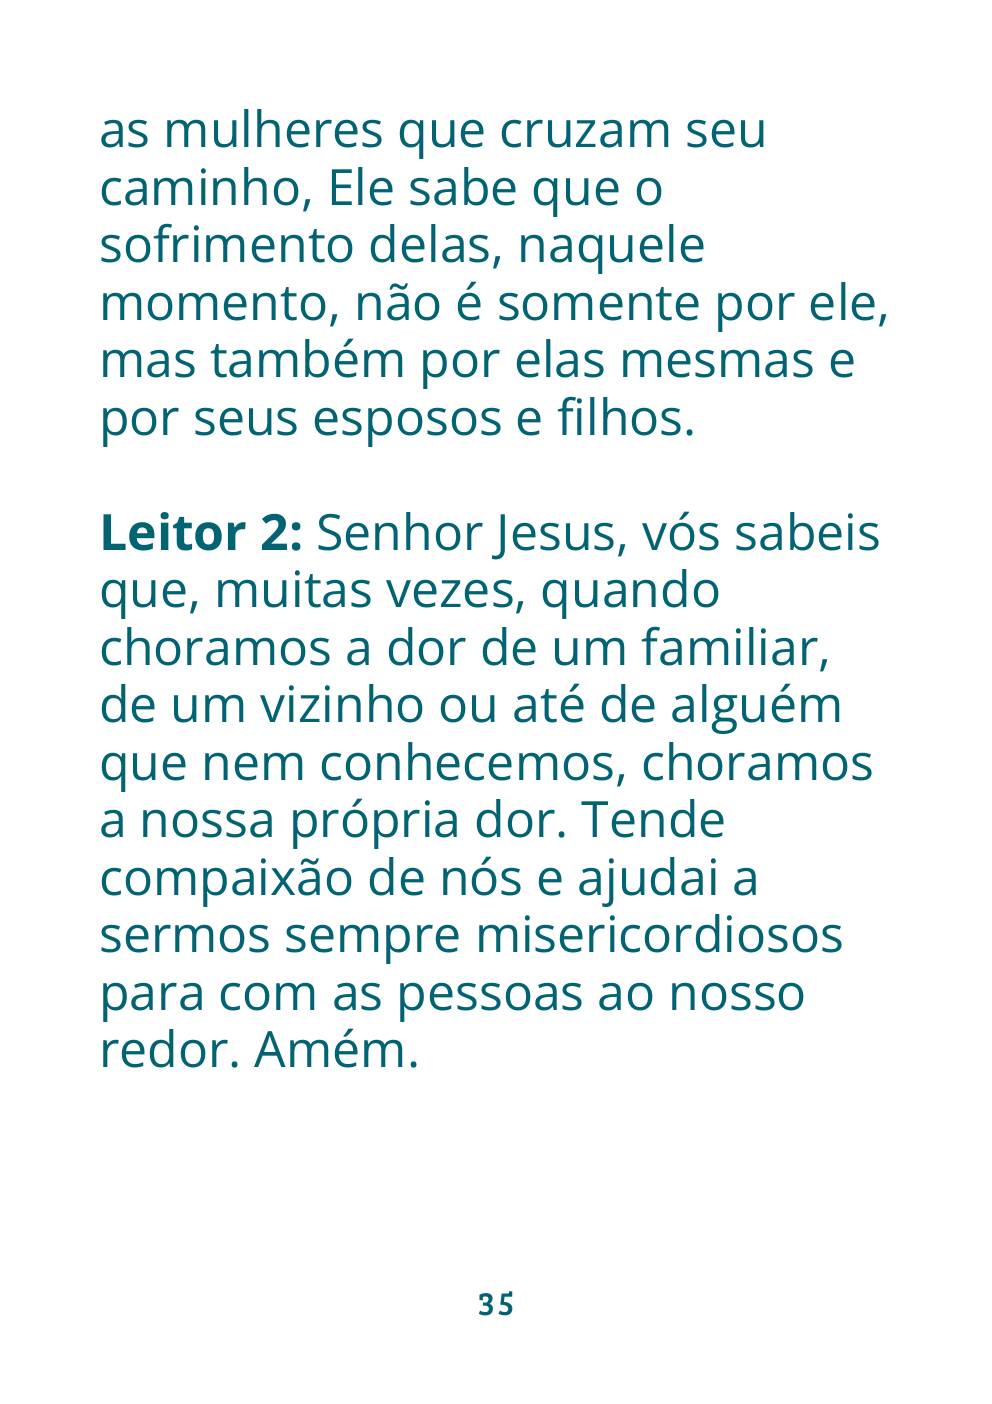 as mulheres que cruzam seu
caminho, Ele sabe que o
sofrimento delas, naquele
momento, não é somente por ele,
mas também por elas mesmas e
por seus esposos e filhos.
Leitor 2: Senhor Jesus, vós sabeis
que, muitas vezes, quando
choramos a dor de um familiar,
de um vizinho ou até de alguém
que nem conhecemos, choramos
a nossa própria dor. Tende
compaixão de nós e ajudai a
sermos sempre misericordiosos
para com as pessoas ao nosso
redor. Amém.
35